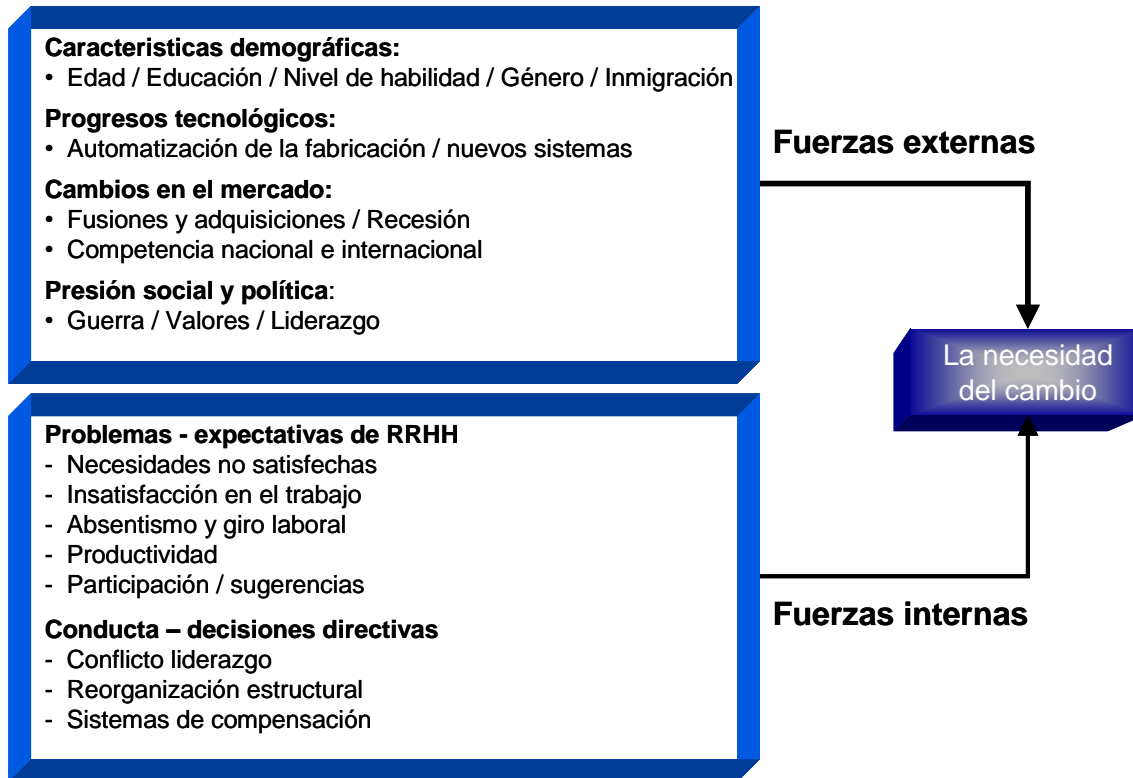 Caracteristicas demográficas:
• Edad / Educación / Nivel de habilidad / Género / Inmigración
Progresos tecnológicos:
• Automatización de la fabricación / nuevos sistemas
Cambios en el mercado:
• Fusiones y adquisiciones / Recesión
• Competencia nacional e internacional
Presión social y política:
• Guerra / Valores / Liderazgo
Fuerzas externas
La necesidad
del cambio
Problemas - expectativas de RRHH
- Necesidades no satisfechas
- Insatisfacción en el trabajo
- Absentismo y giro laboral
- Productividad
- Participación / sugerencias
Conducta – decisiones directivas
- Conflicto liderazgo
- Reorganización estructural
- Sistemas de compensación
Fuerzas internas